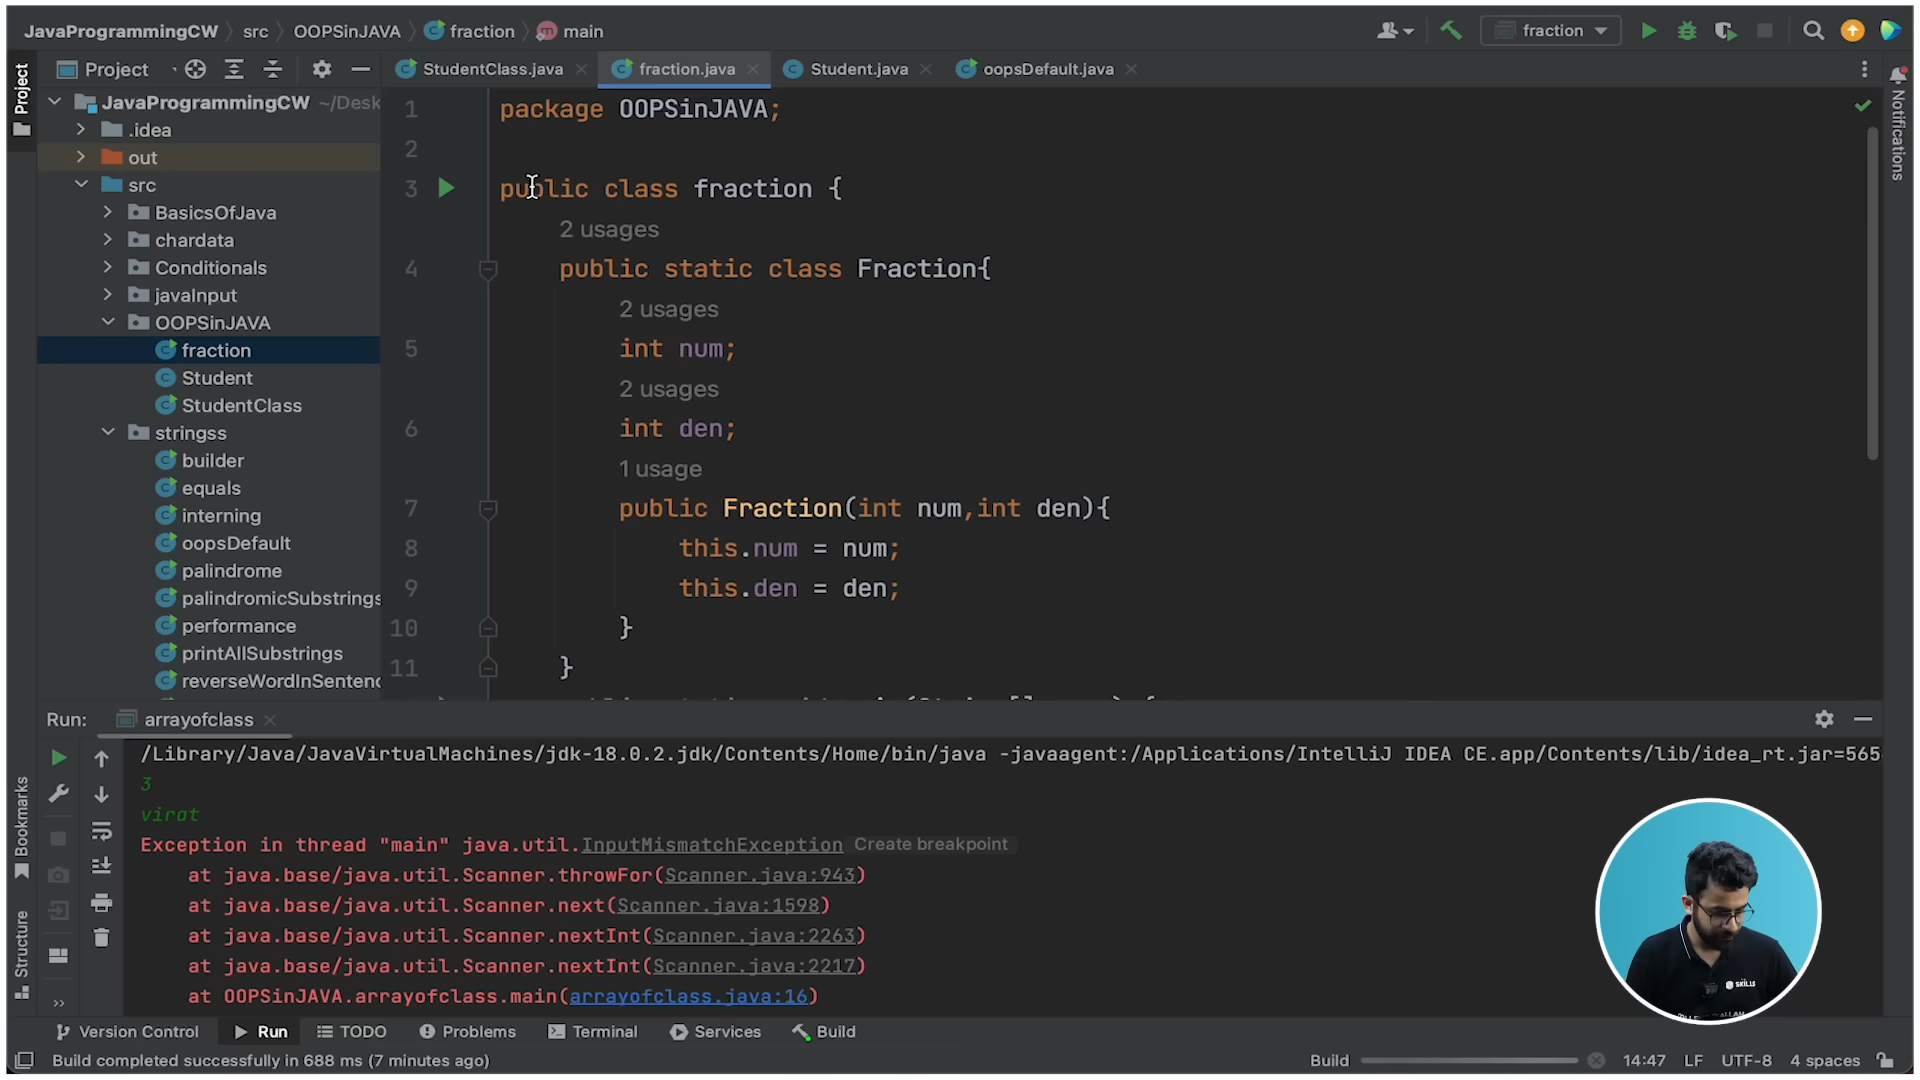 JavaProgrammingCW src OOPSinJAVA fraction main
fraction
Project
StudentClass.java fraction.java Student.java oopsDefault.java
Project
JavaProgrammingCW ~/Desk
.idea
out
src
BasicsOfJava
chardata
Conditionals
javaInput
OOPSinJAVA
fraction
Student
StudentClass
stringss
builder
equals
interning
oopsDefault
palindrome
palindromicSubstrings
performance
printAllSubstrings
reverseWordInSentenc
1 package OOPSinJAVA;
2
3 public class fraction {
2 usages
4 public static class Fraction{
2 usages
5 int num;
2 usages
6 int den;
1 usage
7 public Fraction(int num,int den){
8 this.num = num;
9 this.den = den;
10 }
11 }
Notifications
Run: arrayofclass
/Library/Java/JavaVirtualMachines/jdk-18.0.2.jdk/Contents/Home/bin/java -javaagent:/Applications/IntelliJ IDEA CE.app/Contents/lib/idea_rt.jar=565
3
virat
Exception in thread "main" java.util.InputMismatchException Create breakpoint
at java.base/java.util.Scanner.throwFor(Scanner.java:943)
at java.base/java.util.Scanner.next(Scanner.java:1598)
at java.base/java.util.Scanner.nextInt(Scanner.java:2263)
at java.base/java.util.Scanner.nextInt(Scanner.java:2217)
at OOPSinJAVA.arrayofclass.main(arrayofclass.java:16)
Bookmarks
Structure
SKILLS
Version Control Run TODO Problems Terminal Services Build
Build completed successfully in 688 ms (7 minutes ago) Build 14:47 LF UTF-8 4 spaces